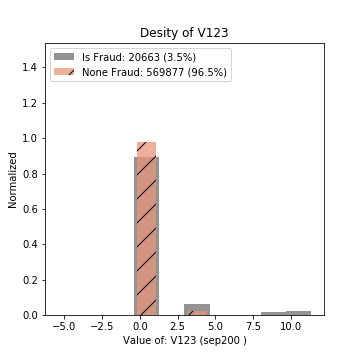 Desity of V123
Is Fraud: 20663 (3.5%)
None Fraud: 569877 (96.5%)
Normalized
1.4
1.2
1.0
0.8
0.6
0.4
0.2
0.0
-5.0 -2.5 0.0 2.5 5.0 7.5 10.0
Value of: V123 (sep200 )